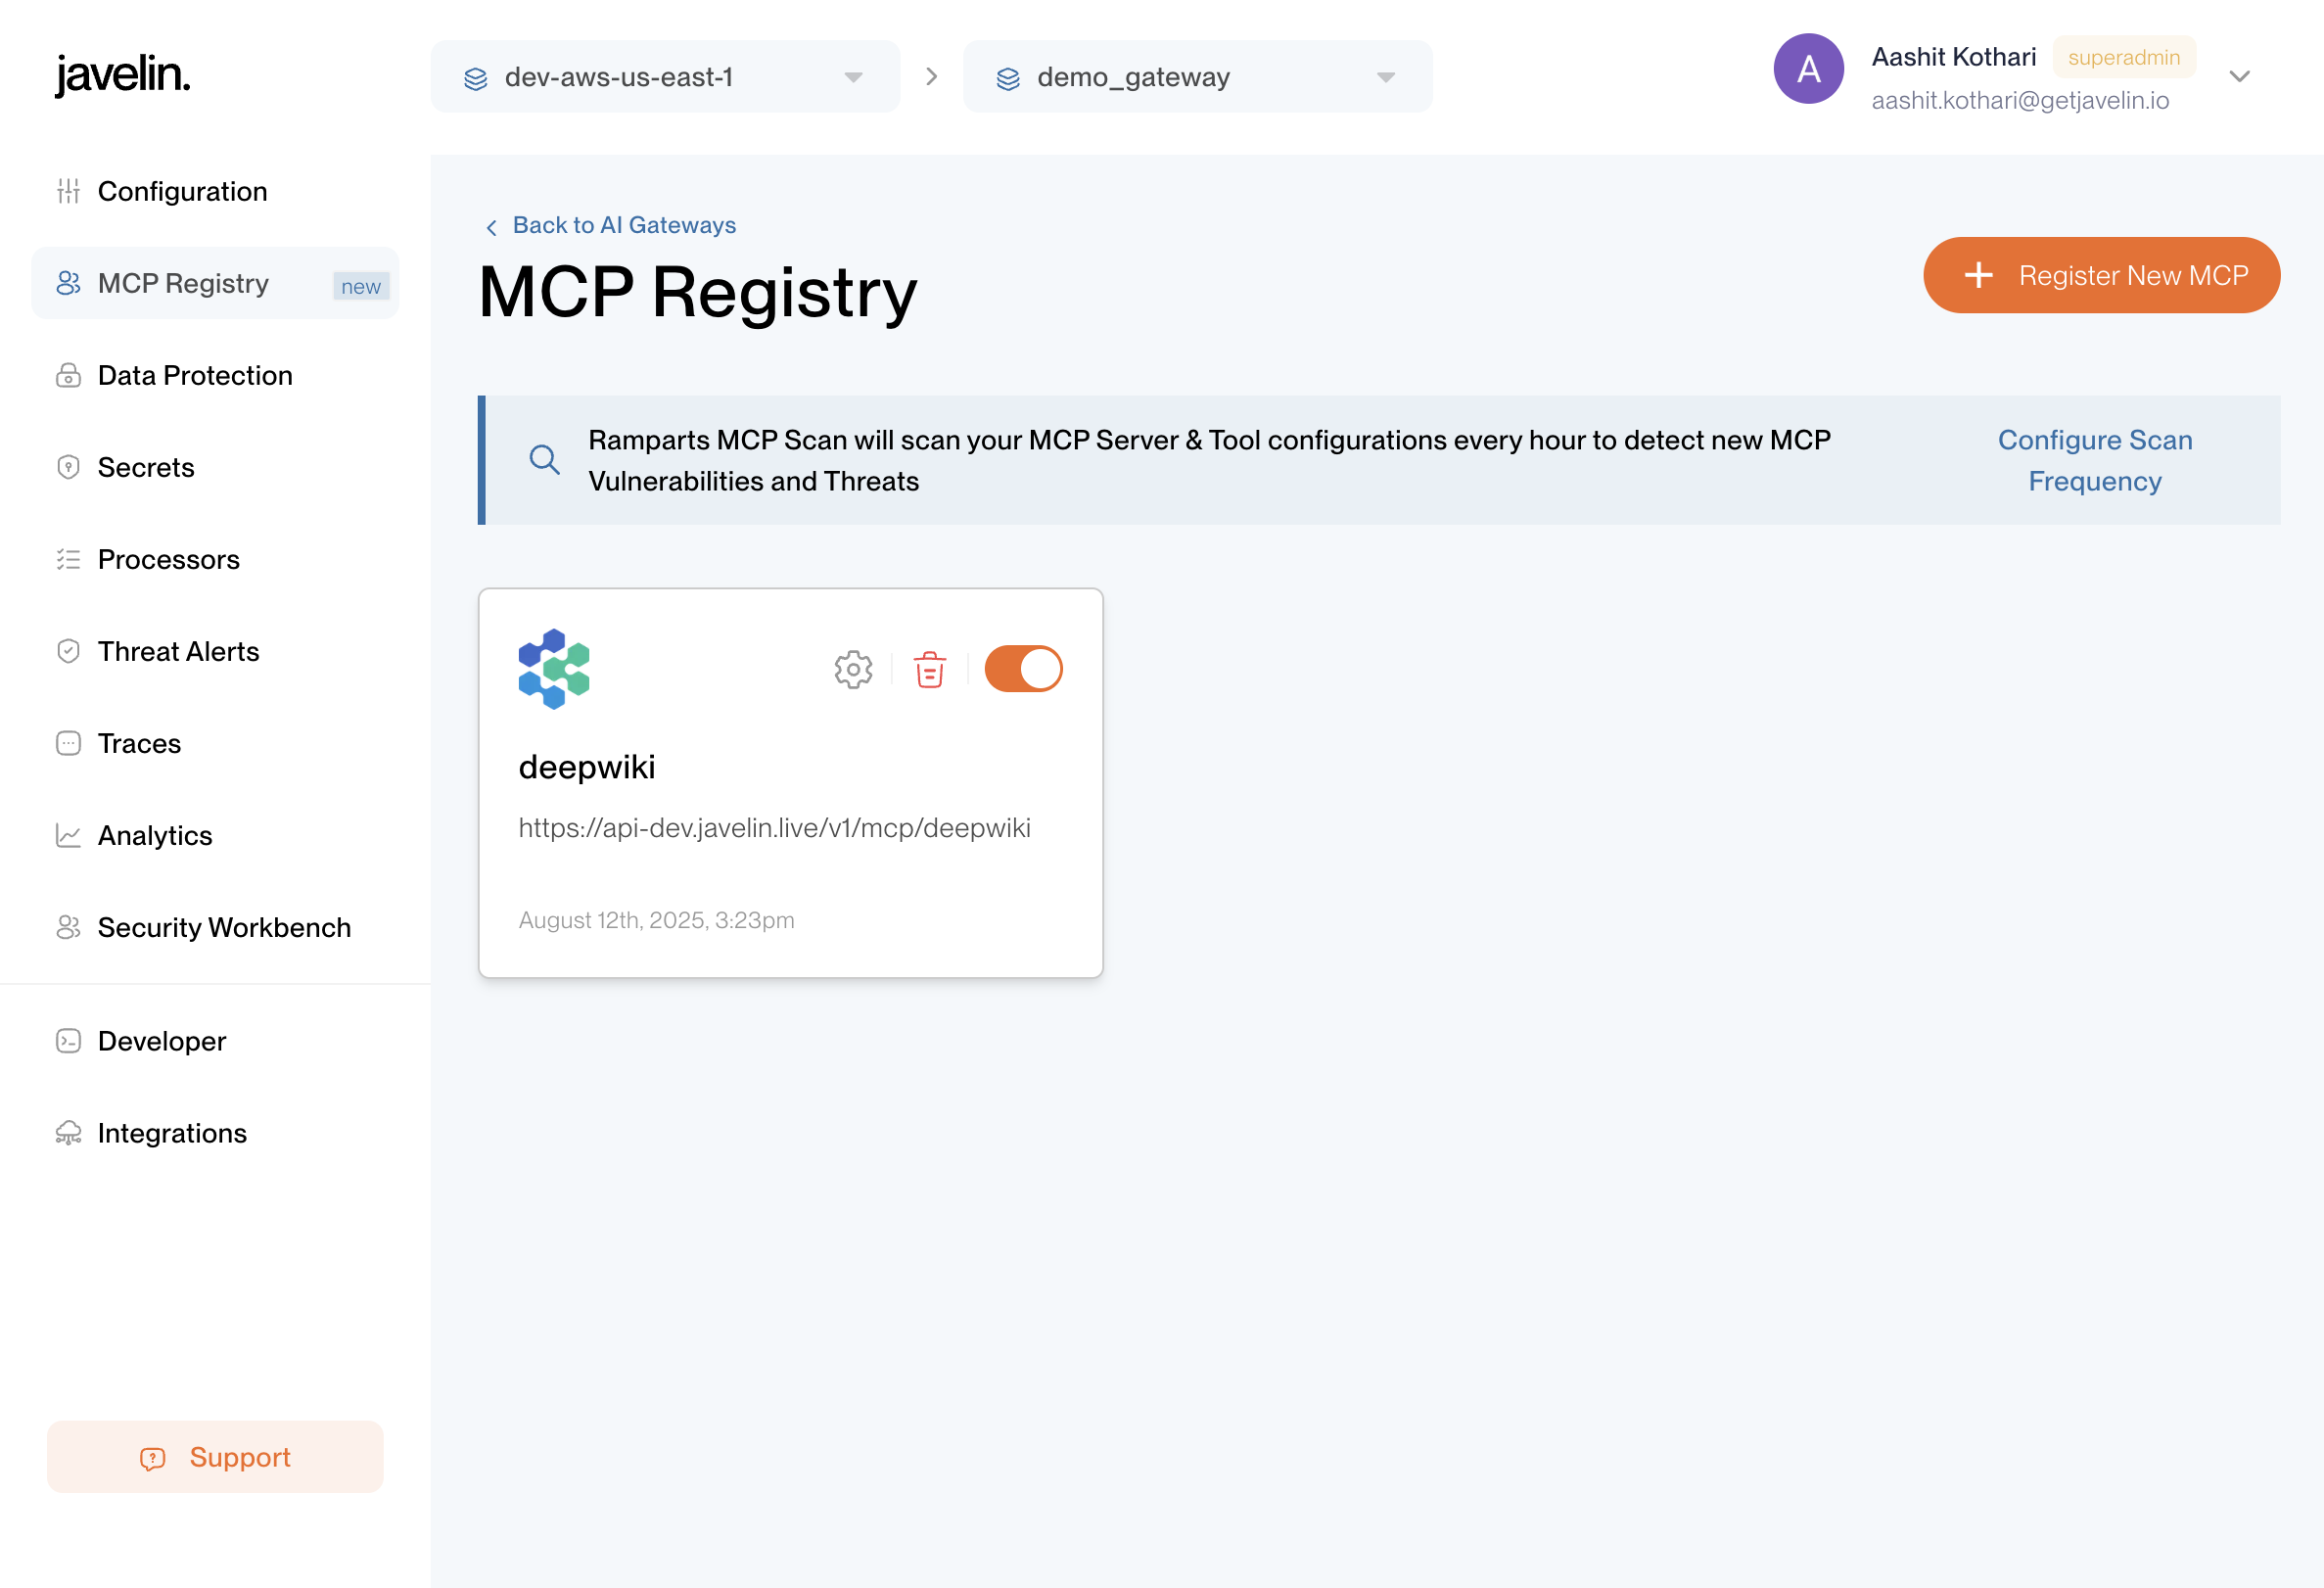 javelin.
dev-aws-us-east-1
demo_gateway
A
Aashit Kothari
superadmin
aashit.kothari@getjavelin.io
Configuration
MCP Registry
new
Data Protection
Secrets
Processors
Threat Alerts
Traces
Analytics
Security Workbench
Developer
Integrations
Support
Back to AI Gateways
MCP Registry
Register New MCP
Ramparts MCP Scan will scan your MCP Server & Tool configurations every hour to detect new MCP
Vulnerabilities and Threats
Configure Scan
Frequency
deepwiki
https://api-dev.javelin.live/v1/mcp/deepwiki
August 12th, 2025, 3:23pm